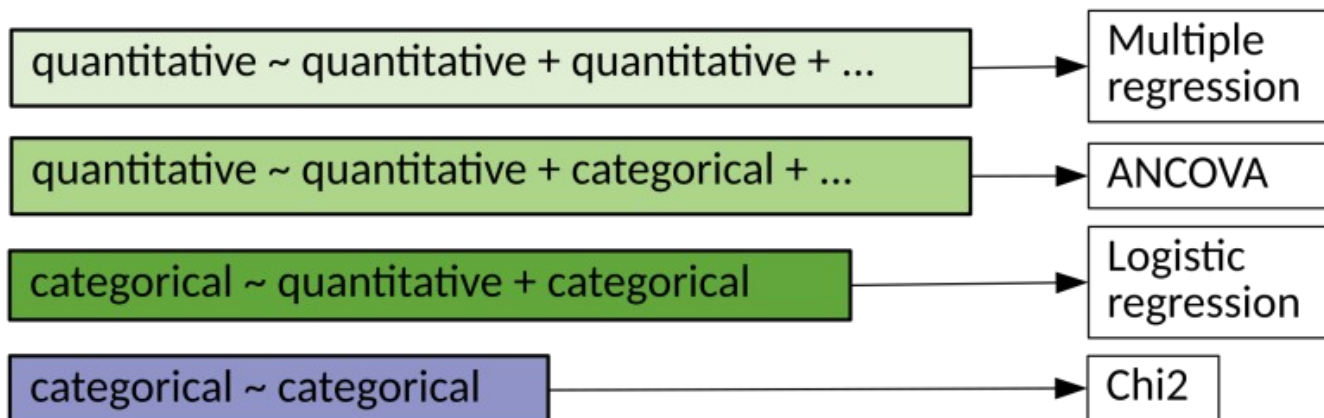 quantitative ~ quantitative + quantitative + ...
Multiple
regression
quantitative ~ quantitative + categorical + ...
ANCOVA
categorical ~ quantitative + categorical
Logistic
regression
categorical ~ categorical
Chi2